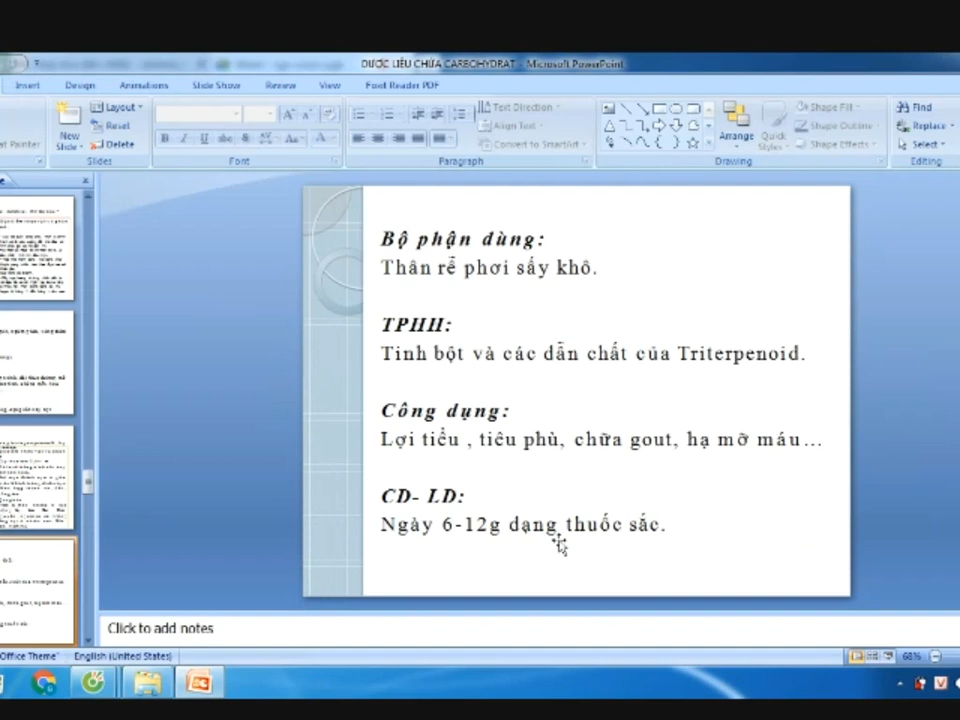 DƯỢC LIỆU CHỨA CARBOHYDRAT - Microsoft PowerPoint
Insert Design Animations Slide Show Review View Foxit Reader PDF
Layout
Reset
Delete
New Slide
Text Direction
Align Text
Convert to SmartArt
Arrange
Quick Styles
Shape Fill
Shape Outline
Shape Effects
Find
Replace
Select
Slides Font Paragraph Drawing Editing
Bộ phận dùng:
Thân rễ phơi sấy khô.
TPHH:
Tinh bột và các dẫn chất của Triterpenoid.
Công dụng:
Lợi tiểu , tiêu phù, chữa gout, hạ mỡ máu...
CD- LD:
Ngày 6-12g dạng thuốc sắc.
Click to add notes
Office Theme" English (United States) 68%